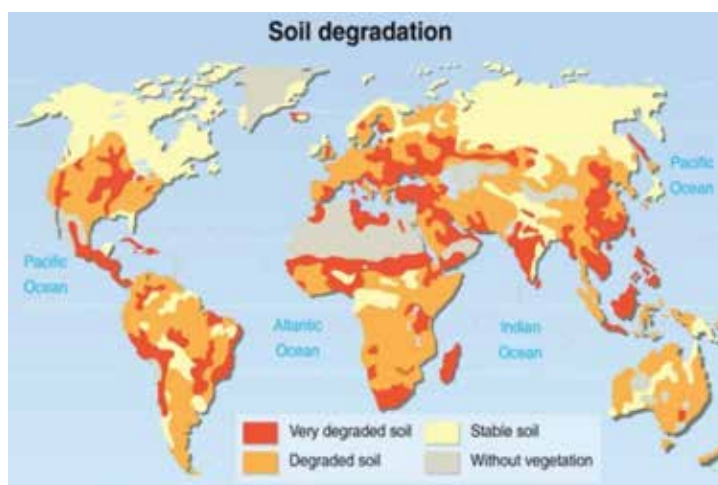 Soil degradation
Pacific
Ocean
Pacific
Ocean
Atlantic
Ocean
Indian
Ocean
Very degraded soil
Stable soil
Degraded soil
Without vegetation